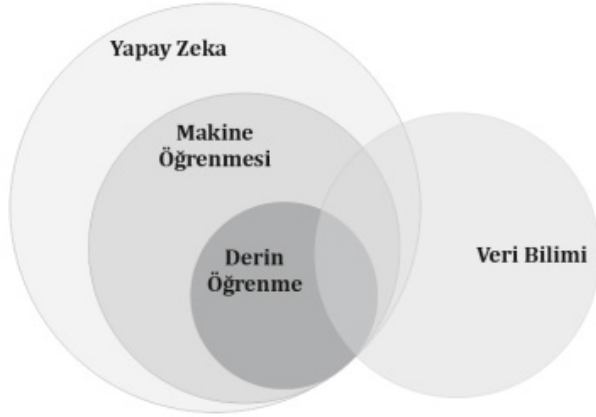 Yapay Zeka
Makine
Öğrenmesi
Derin
Öğrenme
Veri Bilimi